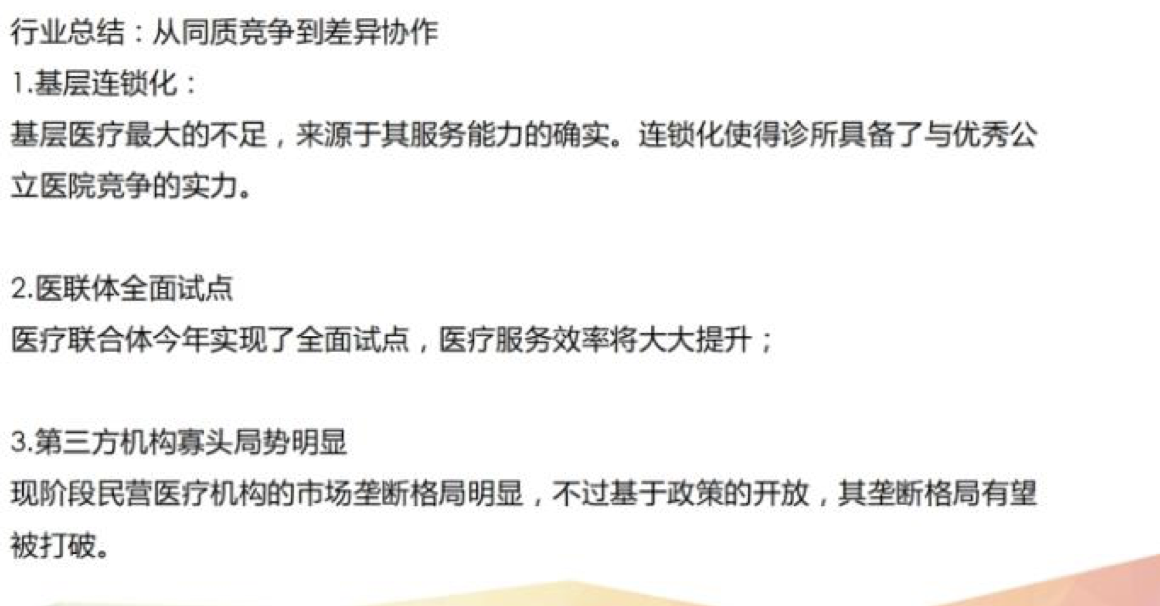 行业总结：从同质竞争到差异协作
1.基层连锁化：
基层医疗最大的不足，来源于其服务能力的确实。连锁化使得诊所具备了与优秀公
立医院竞争的实力。
2.医联体全面试点
医疗联合体今年实现了全面试点，医疗服务效率将大大提升；
3.第三方机构寡头局势明显
现阶段民营医疗机构的市场垄断格局明显，不过基于政策的开放，其垄断格局有望
被打破。